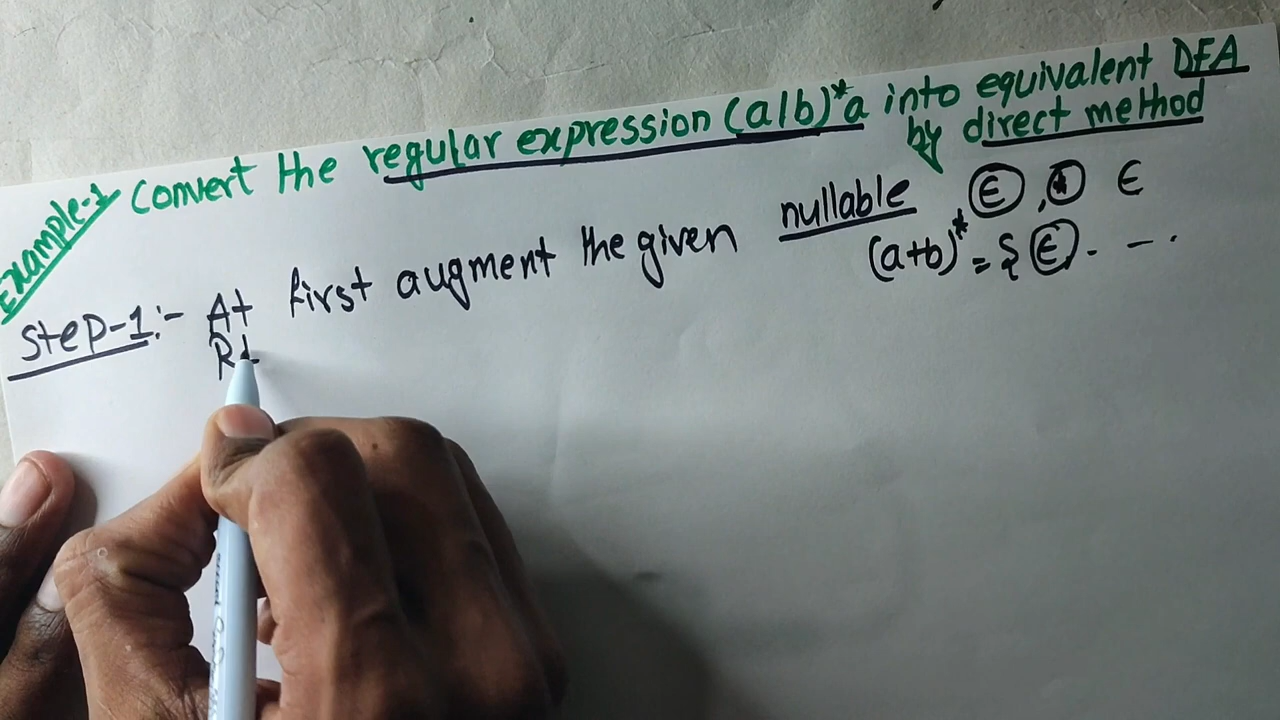 Example-1 Convert the regular expression (a/b)*a into equivalent DFA
by direct method
nullable ϵ, ϵ
(a+b)* = { ϵ . - - .
Step-1:- At first augment the given